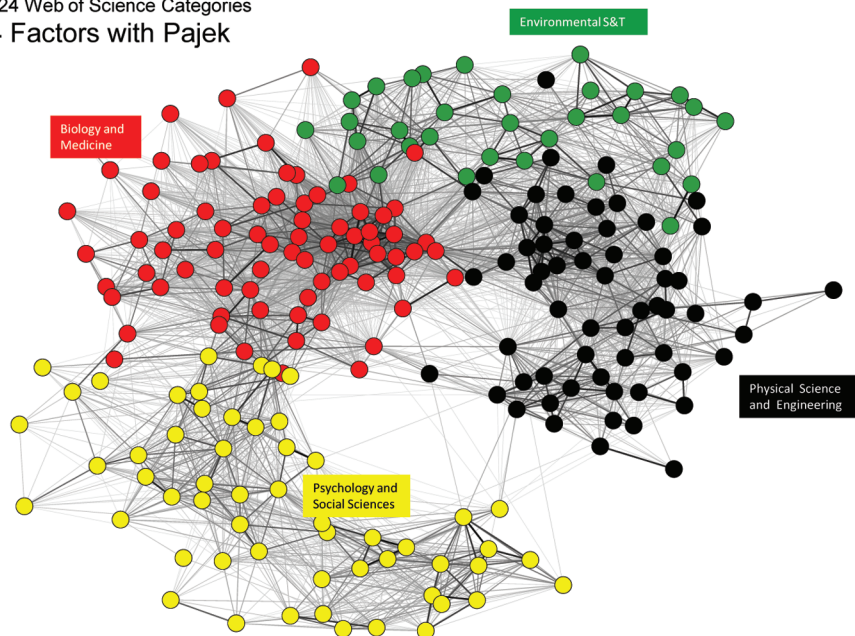 24 Web of Science Categories
4 Factors with Pajek
Environmental S&T
Biology and
Medicine
Physical Science
and Engineering
Psychology and
Social Sciences